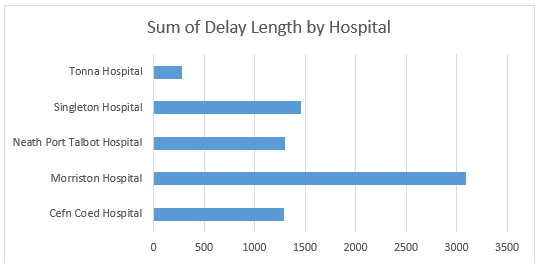 Sum of Delay Length by Hospital
Tonna Hospital
Singleton Hospital
Neath Port Talbot Hospital
Morriston Hospital
Cefn Coed Hospital
0 500 1000 1500 2000 2500 3000 3500